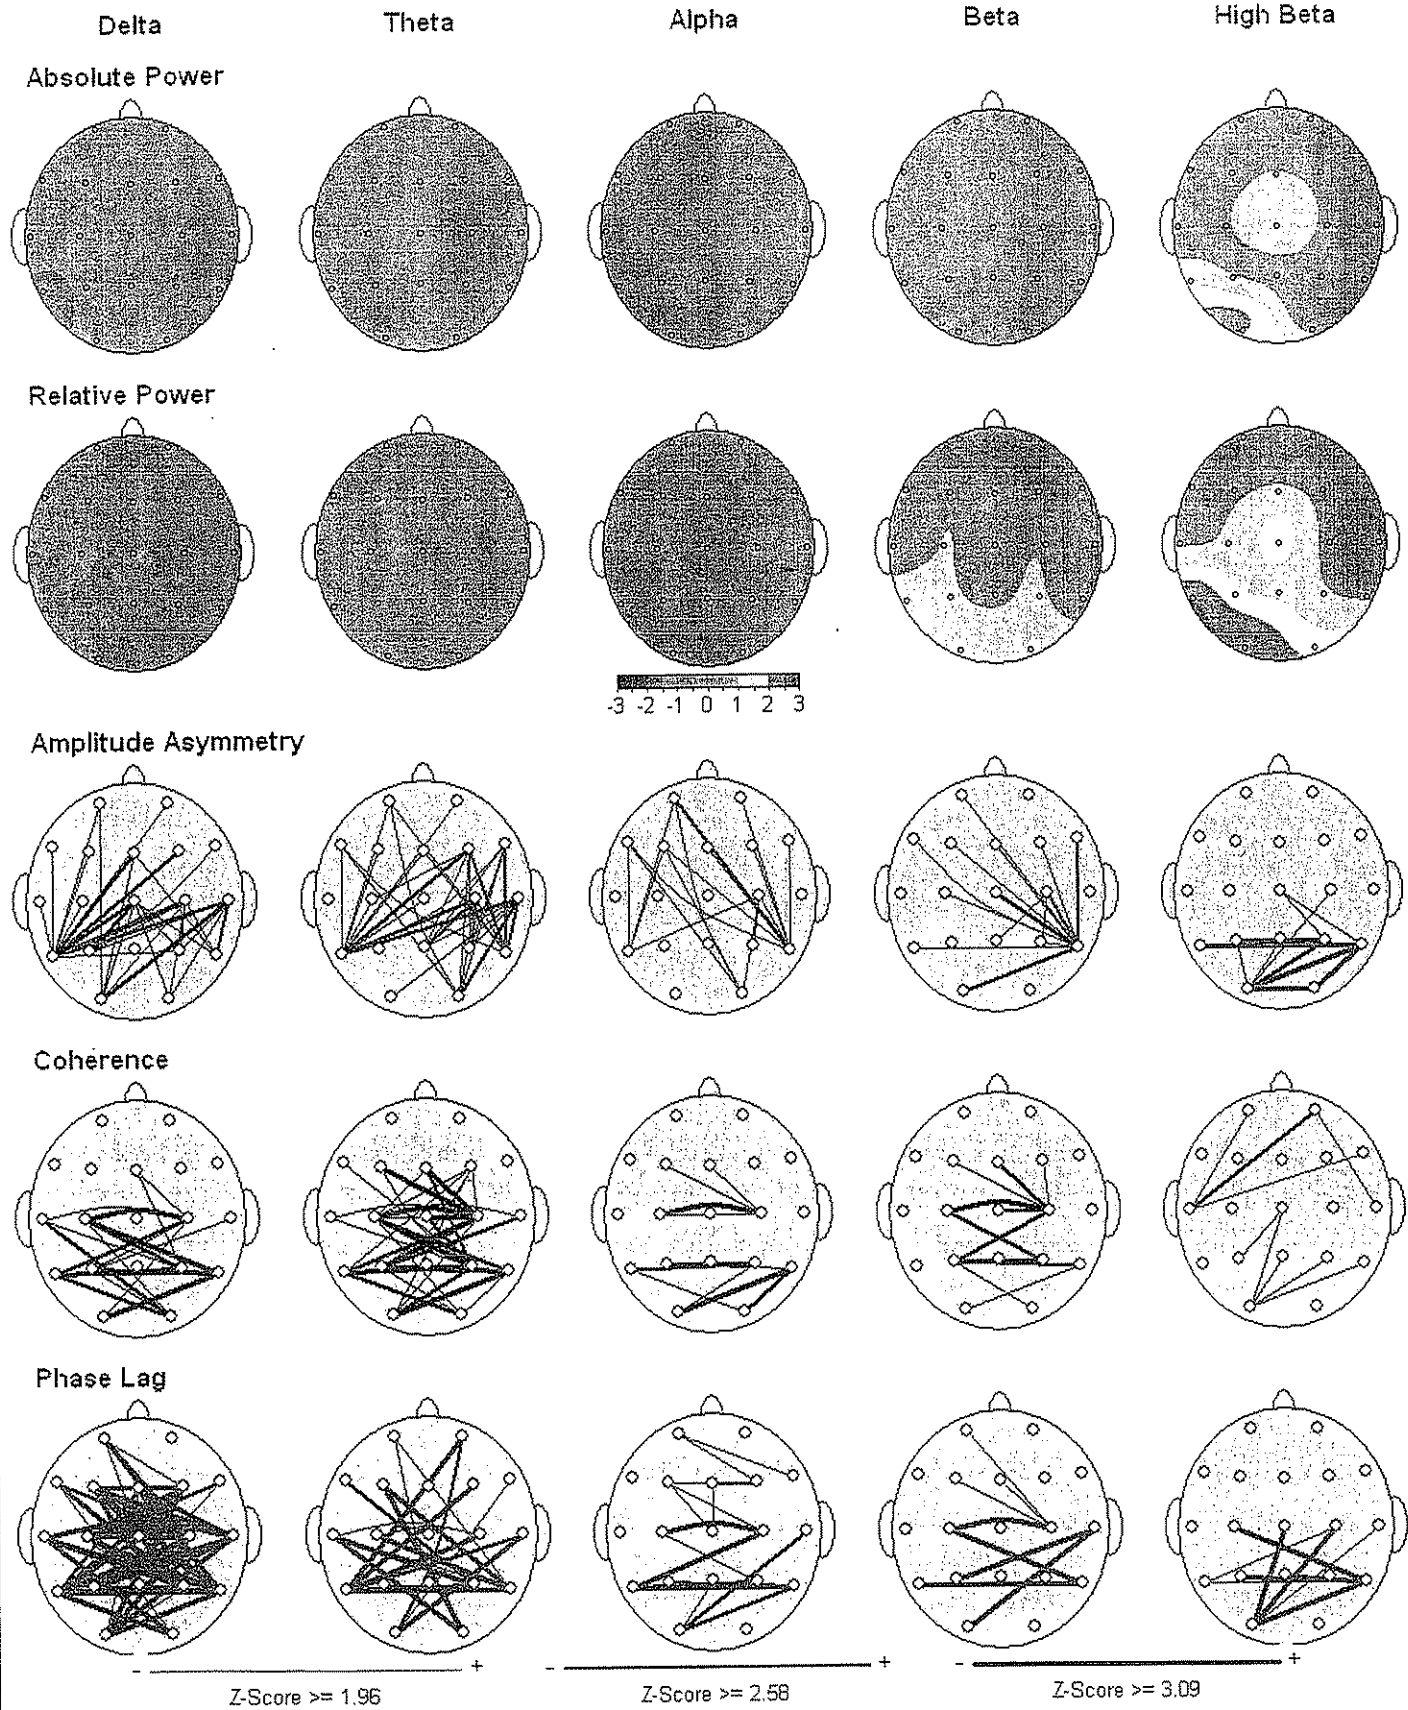 Delta Theta Alpha Beta High Beta
Absolute Power
Relative Power
-3 -2 -1 0 1 2 3
Amplitude Asymmetry
Coherence
Phase Lag
- + - + - +
Z-Score >= 1.96 Z-Score >= 2.58 Z-Score >= 3.09